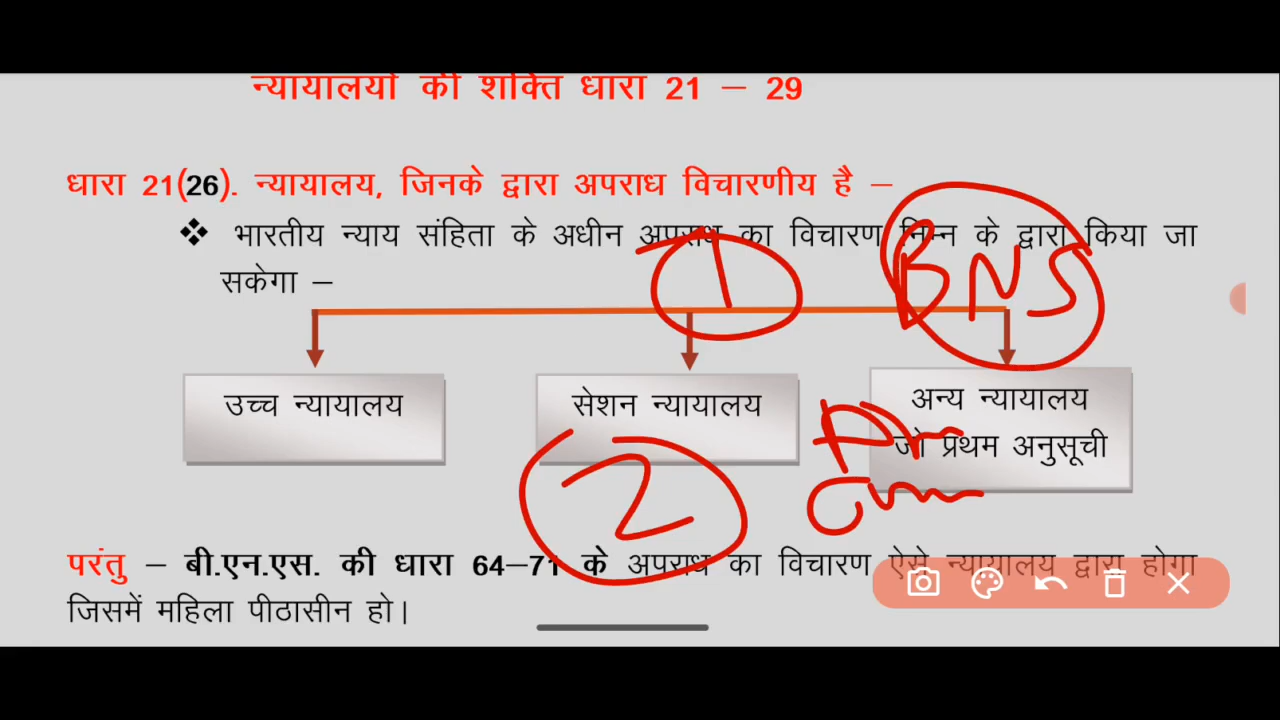 न्यायालयों की शक्ति धारा 21 – 29
धारा 21(26). न्यायालय, जिनके द्वारा अपराध विचारणीय है –
❖ भारतीय न्याय संहिता के अधीन अपराध का विचारण निम्न के द्वारा किया जा
सकेगा –
1
BNS
उच्च न्यायालय
सेशन न्यायालय
अन्य न्यायालय
जो प्रथम अनुसूची
2
परंतु – बी.एन.एस. की धारा 64–71 के अपराध का विचारण ऐसे न्यायालय द्वारा होगा
जिसमें महिला पीठासीन हो।